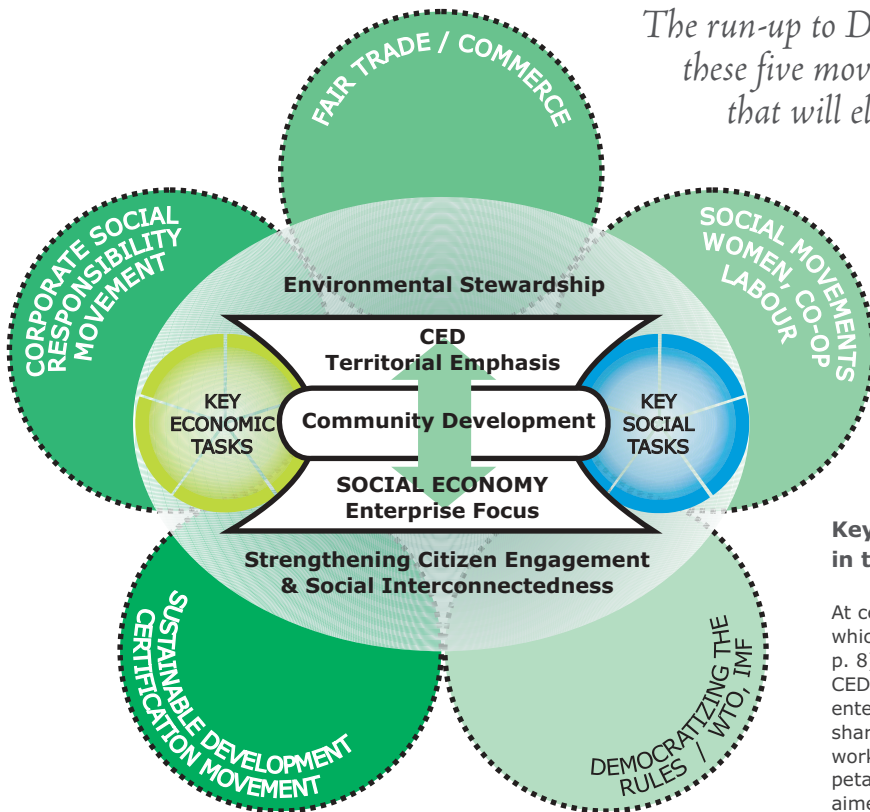 The run-up to D
these five mov
that will el
FAIR TRADE / COMMERCE
CORPORATE SOCIAL
RESPONSIBILITY
MOVEMENT
SOCIAL MOVEMENTS
WOMEN, CO-OP
LABOUR
Environmental Stewardship
CED
Territorial Emphasis
KEY
ECONOMIC
TASKS
Community Development
KEY
SOCIAL
TASKS
SOCIAL ECONOMY
Enterprise Focus
Strengthening Citizen Engagement
& Social Interconnectedness
SUSTAINABLE DEVELOPMENT
CERTIFICATION MOVEMENT
DEMOCRATIZING THE
RULES / WTO, IMF
Key
in t
At co
which
p. 8)
CED
ente
shar
work
peta
aime